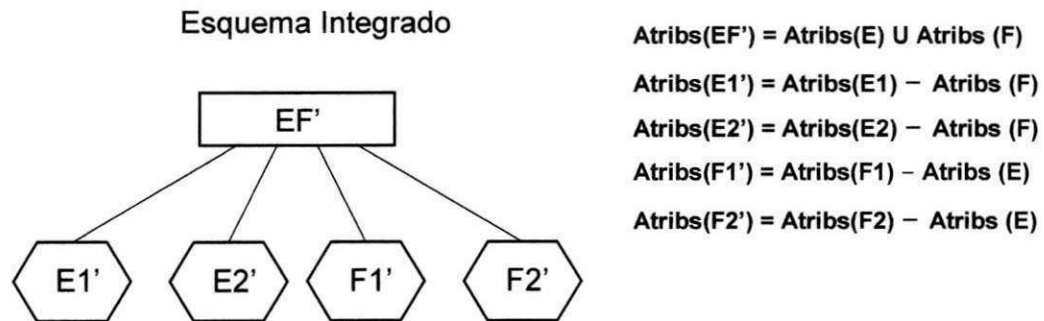 Esquema Integrado
EF’
E1’
E2’
F1’
F2’
Atribs(EF’) = Atribs(E) U Atribs (F)
Atribs(E1’) = Atribs(E1) − Atribs (F)
Atribs(E2’) = Atribs(E2) − Atribs (F)
Atribs(F1’) = Atribs(F1) – Atribs (E)
Atribs(F2’) = Atribs(F2) − Atribs (E)